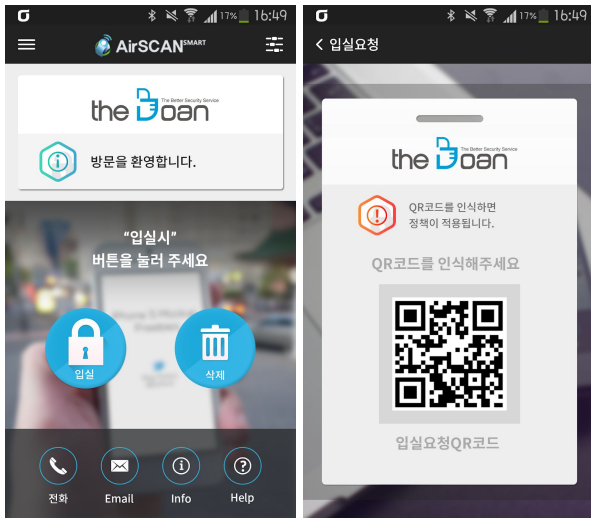 17% 16:49
AirSCAN SMART
the Boan
The Better Security Service
방문을 환영합니다.
"입실시"
버튼을 눌러 주세요
입실
삭제
전화
Email
Info
Help
17% 16:49
입실요청
the Boan
The Better Security Service
QR코드를 인식하면
정책이 적용됩니다.
QR코드를 인식해주세요
입실요청QR코드